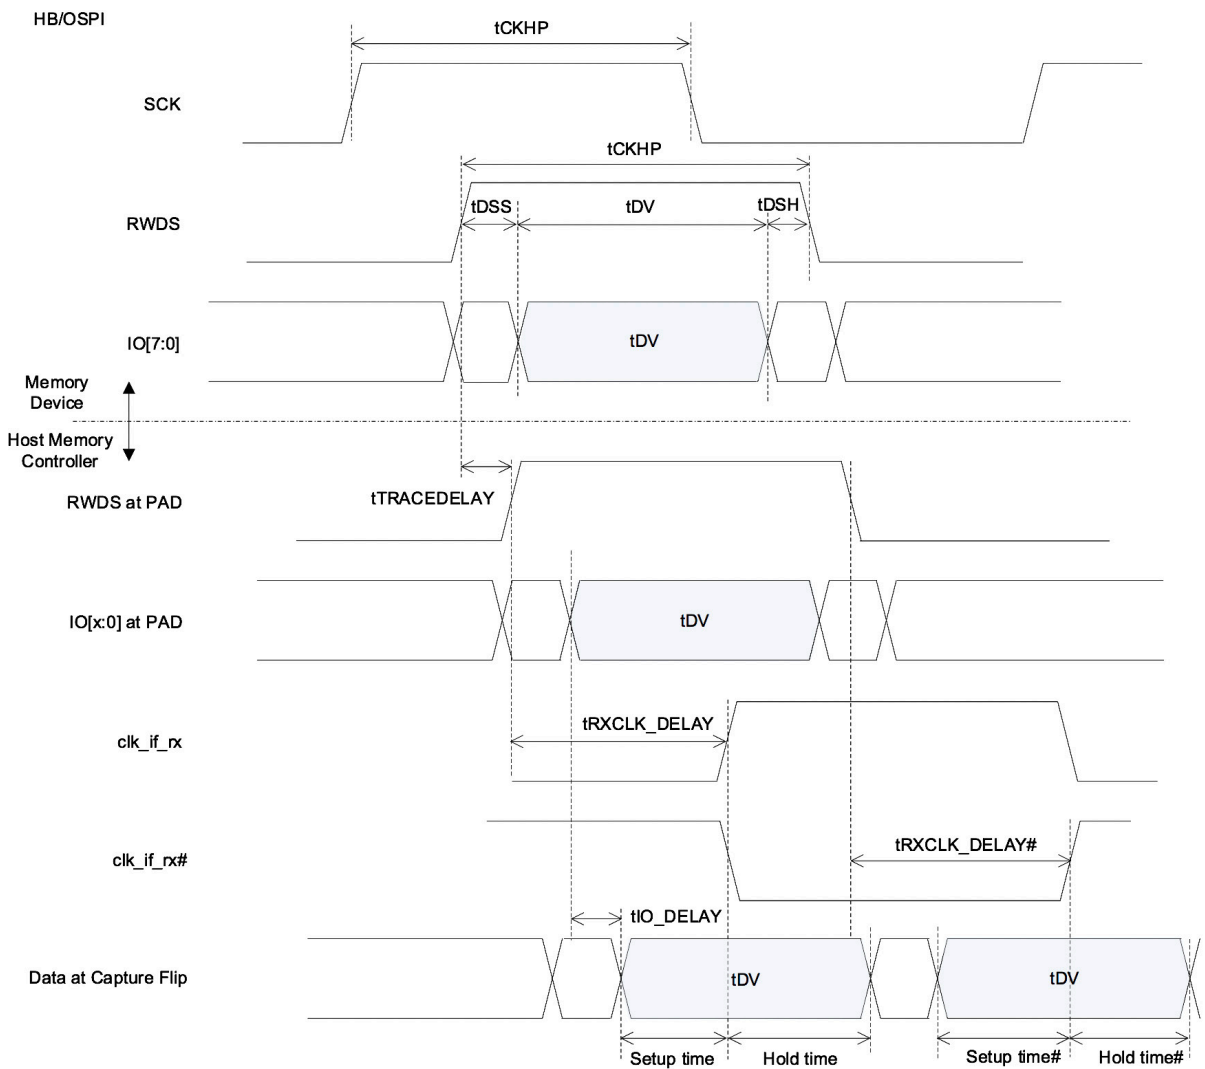 HB/OSPI
tCKHP
SCK
tCKHP
tDSS
tDV
tDSH
RWDS
IO[7:0]
tDV
Memory
Device
Host Memory
Controller
tTRACEDELAY
RWDS at PAD
IO[x:0] at PAD
tDV
tRXCLK_DELAY
clk_if_rx
tRXCLK_DELAY#
clk_if_rx#
tIO_DELAY
Data at Capture Flip
tDV
tDV
Setup time
Hold time
Setup time#
Hold time#